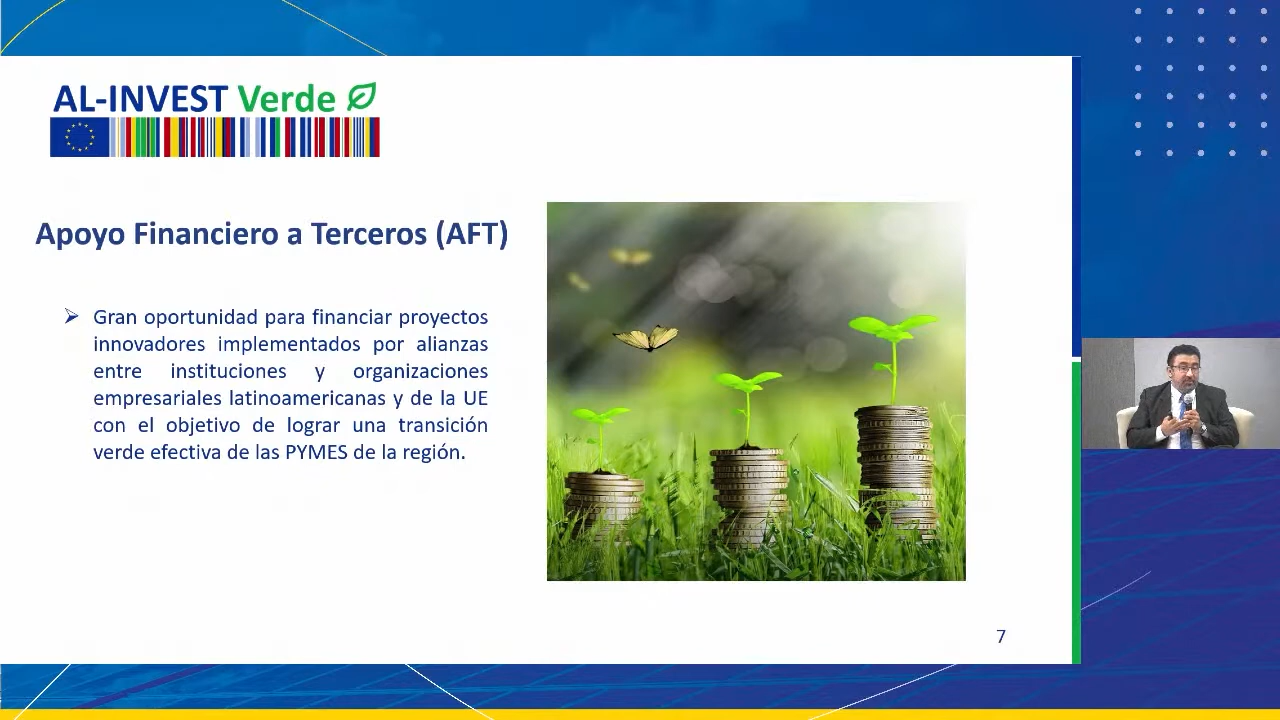 AL-INVEST Verde
Apoyo Financiero a Terceros (AFT)
Gran oportunidad para financiar proyectos
innovadores implementados por alianzas
entre instituciones y organizaciones
empresariales latinoamericanas y de la UE
con el objetivo de lograr una transición
verde efectiva de las PYMES de la región.
7